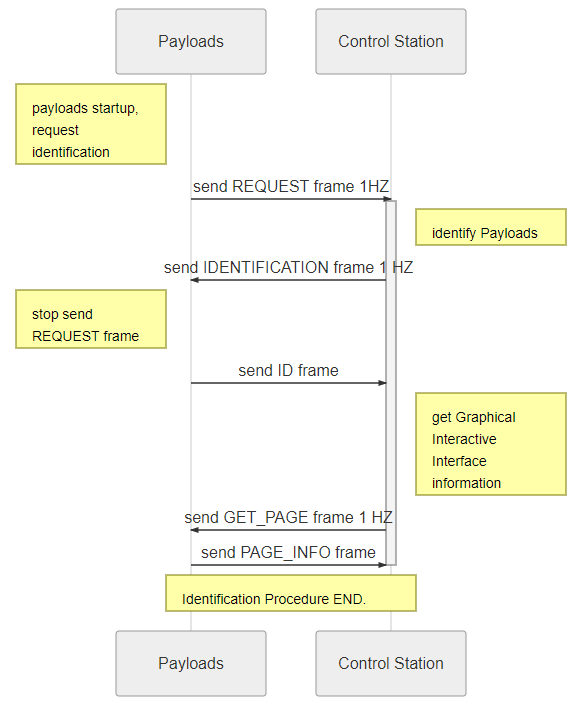 Payloads
Control Station
payloads startup,
request
identification
send REQUEST frame 1HZ
identify Payloads
send IDENTIFICATION frame 1 HZ
stop send
REQUEST frame
send ID frame
get Graphical
Interactive
Interface
information
send GET_PAGE frame 1 HZ
send PAGE_INFO frame
Identification Procedure END.
Payloads
Control Station